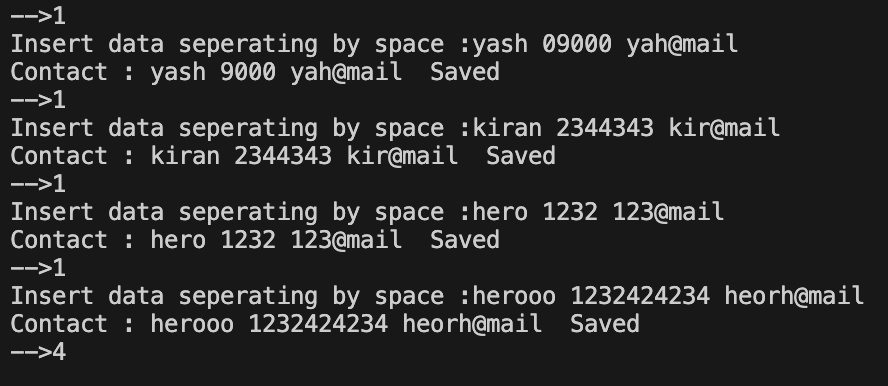 -->1
Insert data seperating by space :yash 09000 yah@mail
Contact : yash 9000 yah@mail  Saved
-->1
Insert data seperating by space :kiran 2344343 kir@mail
Contact : kiran 2344343 kir@mail  Saved
-->1
Insert data seperating by space :hero 1232 123@mail
Contact : hero 1232 123@mail  Saved
-->1
Insert data seperating by space :herooo 1232424234 heorh@mail
Contact : herooo 1232424234 heorh@mail  Saved
-->4